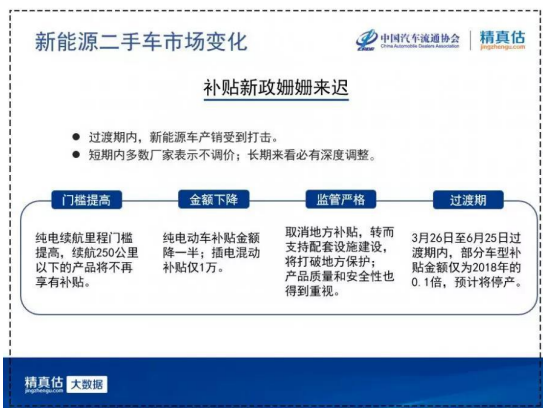 新能源二手车市场变化
中国汽车流通协会
China Automobile Dealers Association
精真估
jingzhengu.com
补贴新政姗姗来迟
● 过渡期内，新能源车产销受到打击。
● 短期内多数厂家表示不调价；长期来看必有深度调整。
门槛提高
纯电续航里程门槛
提高，续航250公里
以下的产品将不再
享有补贴。
金额下降
纯电动车补贴金额
降一半；插电混动
补贴仅1万。
监管严格
取消地方补贴，转而
支持配套设施建设，
将打破地方保护；
产品质量和安全性也
得到重视。
过渡期
3月26日至6月25日过
渡期内，部分车型补
贴金额仅为2018年的
0.1倍，预计将停产。
精真估
jingzhengu.com
大数据